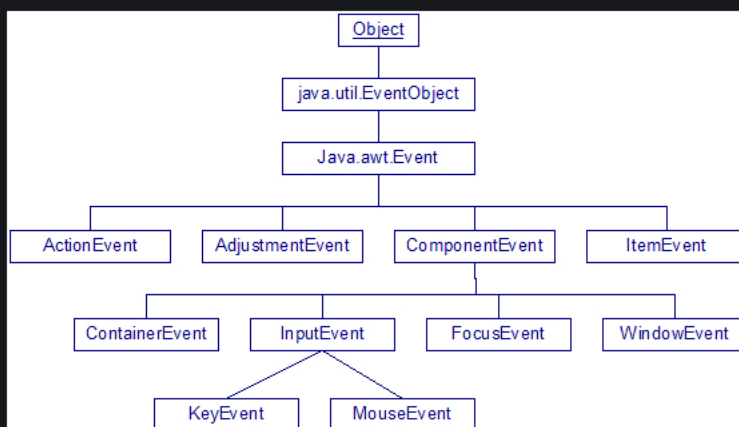 Object
java.util.EventObject
Java.awt.Event
ActionEvent
AdjustmentEvent
ComponentEvent
ItemEvent
ContainerEvent
InputEvent
FocusEvent
WindowEvent
KeyEvent
MouseEvent